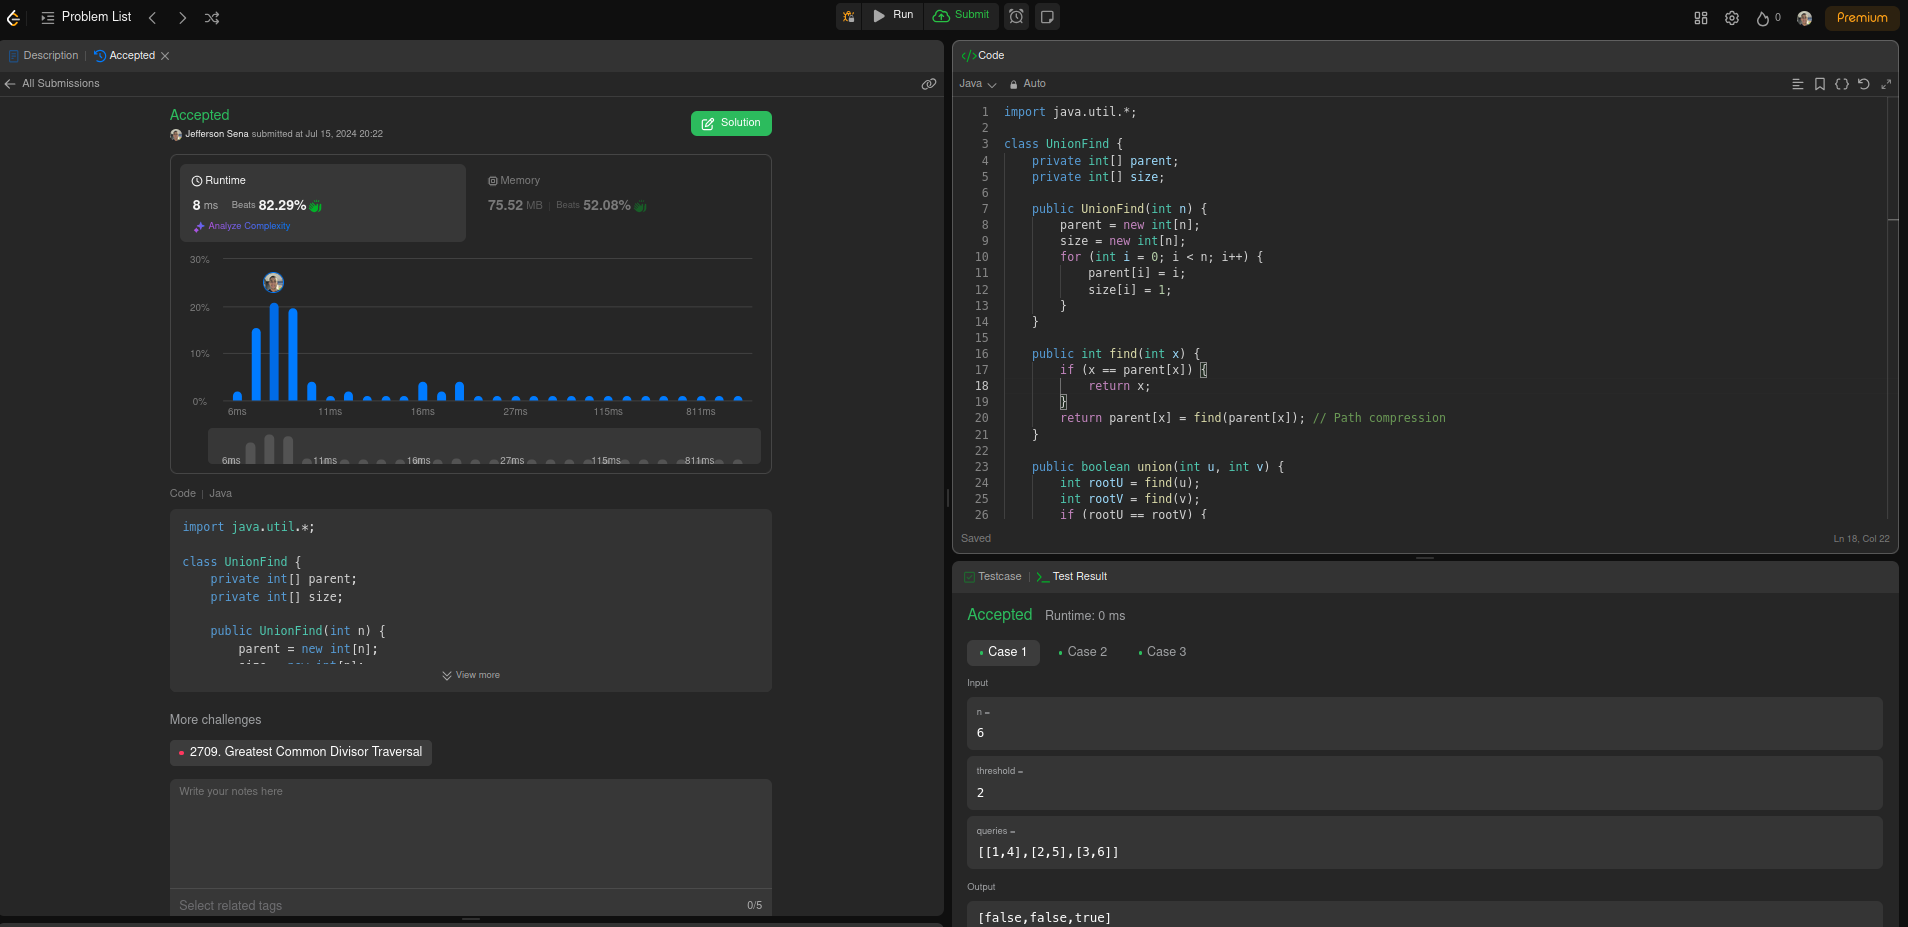 Problem List
Run
Submit
0
Premium
Description | Accepted
All Submissions
Accepted
Jefferson Sena submitted at Jul 15, 2024 20:22
Solution
Runtime
8 ms Beats 82.29%
Analyze Complexity
Memory
75.52 MB | Beats 52.08%
30%
20%
10%
0%
6ms 11ms 16ms 27ms 115ms 811ms
6ms 11ms 16ms 27ms 115ms 811ms
Code | Java
import java.util.*;
class UnionFind {
    private int[] parent;
    private int[] size;
    public UnionFind(int n) {
        parent = new int[n];
        size = new int[n];
View more
More challenges
2709. Greatest Common Divisor Traversal
Write your notes here
Select related tags 0/5
</>Code
Java Auto
1 import java.util.*;
2
3 class UnionFind {
4     private int[] parent;
5     private int[] size;
6
7     public UnionFind(int n) {
8         parent = new int[n];
9         size = new int[n];
10         for (int i = 0; i < n; i++) {
11             parent[i] = i;
12             size[i] = 1;
13         }
14     }
15
16     public int find(int x) {
17         if (x == parent[x]) {
18             return x;
19         }
20         return parent[x] = find(parent[x]); // Path compression
21     }
22
23     public boolean union(int u, int v) {
24         int rootU = find(u);
25         int rootV = find(v);
26         if (rootU == rootV) {
Saved Ln 18, Col 22
Testcase | >_ Test Result
Accepted Runtime: 0 ms
Case 1 Case 2 Case 3
Input
n =
6
threshold =
2
queries =
[[1,4],[2,5],[3,6]]
Output
[false,false,true]